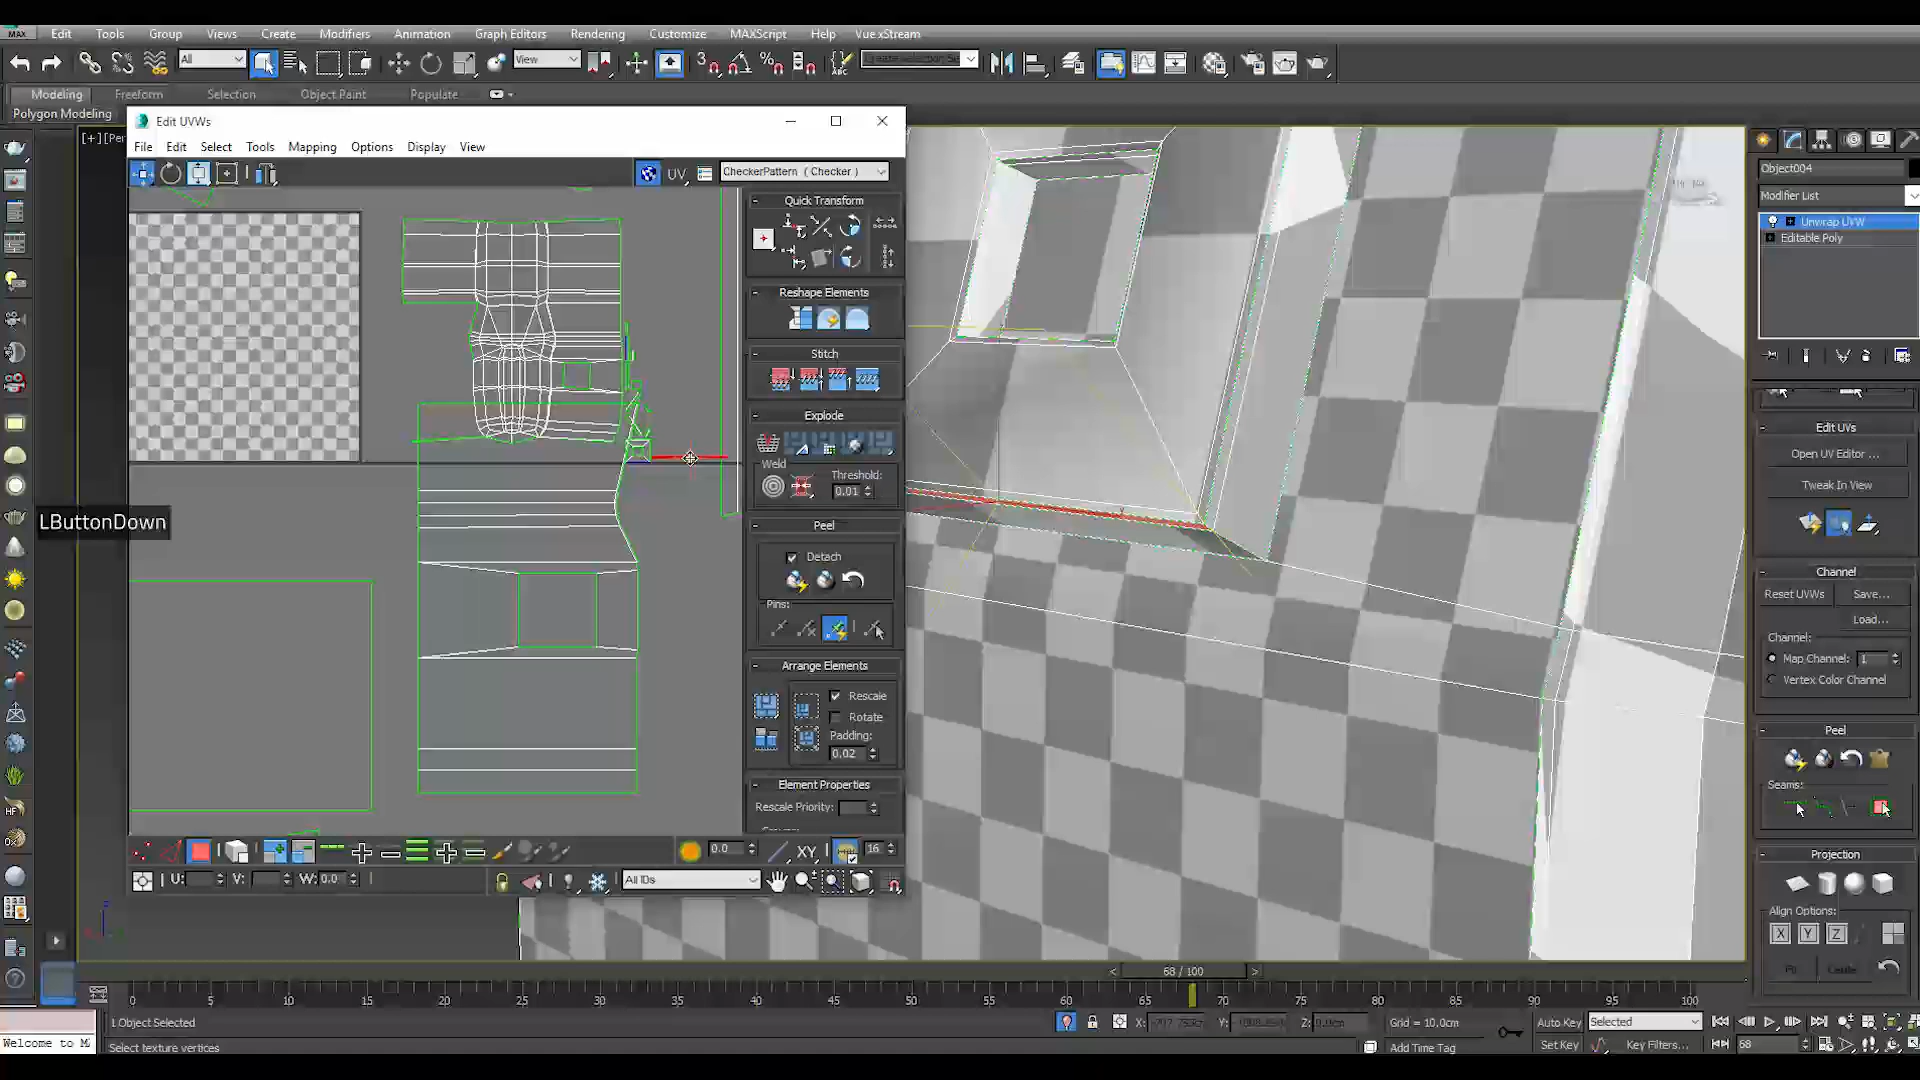 MAX Edit Tools Group Views Create Modifiers Animation Graph Editors Rendering Customize MAXScript Help Vue xStream
All View
Modeling Freeform Selection Object Paint Populate
Polygon Modeling
Edit UVWs
File Edit Select Tools Mapping Options Display View
UV CheckerPattern ( Checker )
Quick Transform
Reshape Elements
Stitch
Explode
Weld
Threshold:
0.01
Peel
Detach
Pins:
Arrange Elements
Rescale
Rotate
Padding:
0.02
Element Properties
Rescale Priority:
0.0 XY 16
U: V: W: 0.0 All IDs
LButtonDown
Object004
Modifier List
Unwrap UVW
Editable Poly
Edit UVs
Open UV Editor ...
Tweak In View
Channel
Reset UVWs Save...
Load...
Channel:
Map Channel: 1
Vertex Color Channel
Peel
Seams:
Projection
Align Options:
X Y Z
68 / 100
0 5 10 15 20 25 30 35 40 45 50 55 60 65 70 75 80 85 90 95 100
1 Object Selected X: Y: Z: Grid = 10,0cm Auto Key Selected
Welcome to M Select texture vertices Add Time Tag Set Key Key Filters... 68